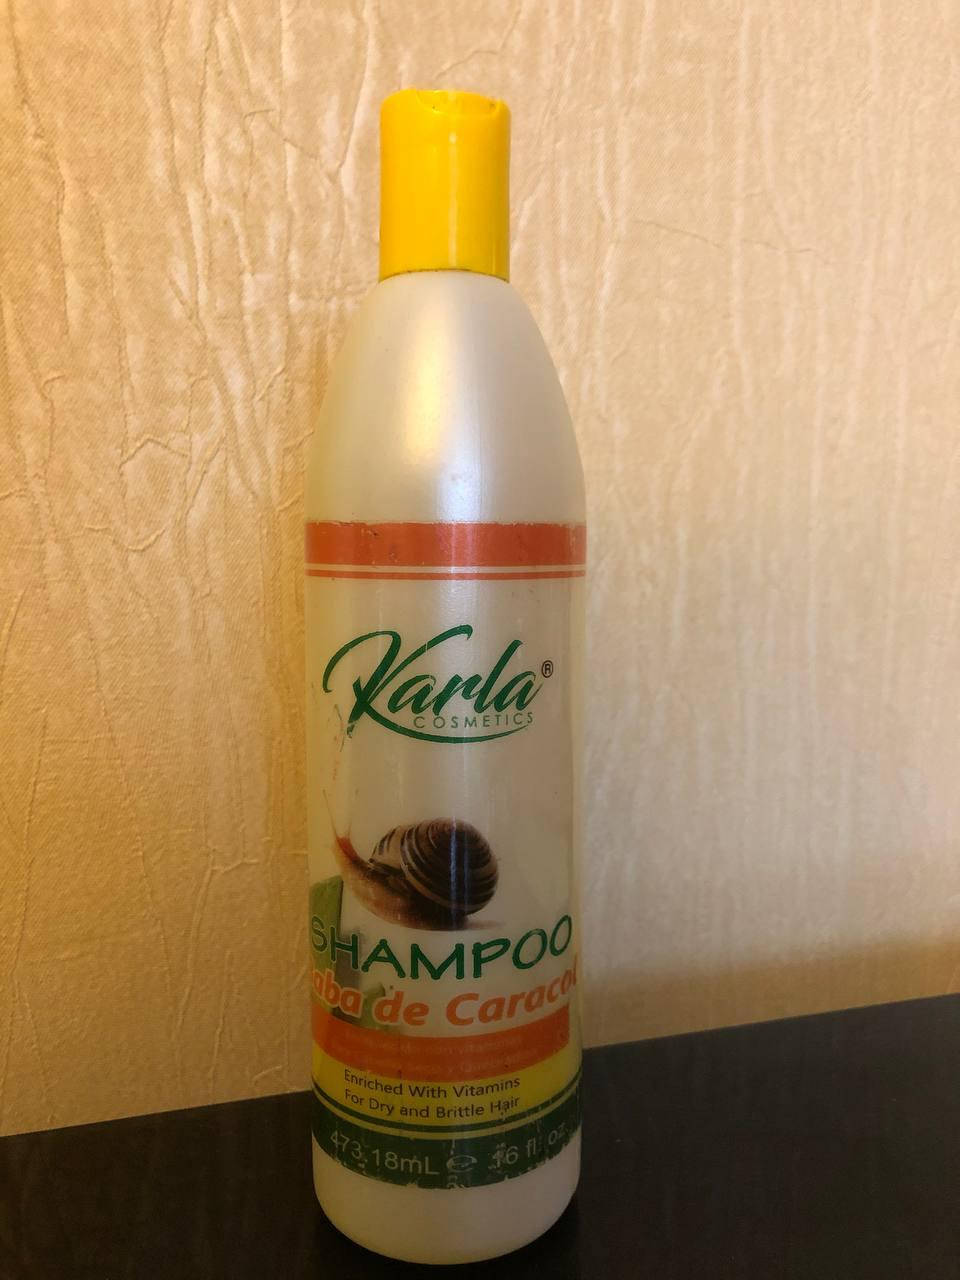 Karla®
COSMETICS
SHAMPOO
aba de Caracol
Enriched With Vitamins
For Dry and Brittle Hair
473.18mL e 16 fl. oz.